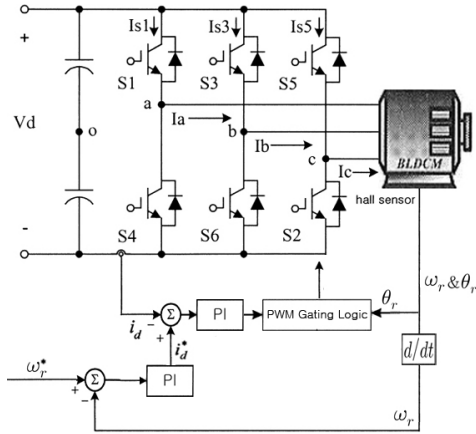 +
Is1
Is3
Is5
S1
S3
S5
a
Vd
o
Ia
b
Ib
c
Ic
BLDCM
hall sensor
-
S4
S6
S2
ω_r & θ_r
θ_r
i_d
-
Σ
+
PI
PWM Gating Logic
i_d^*
d/dt
ω_r^*
+
Σ
-
PI
ω_r